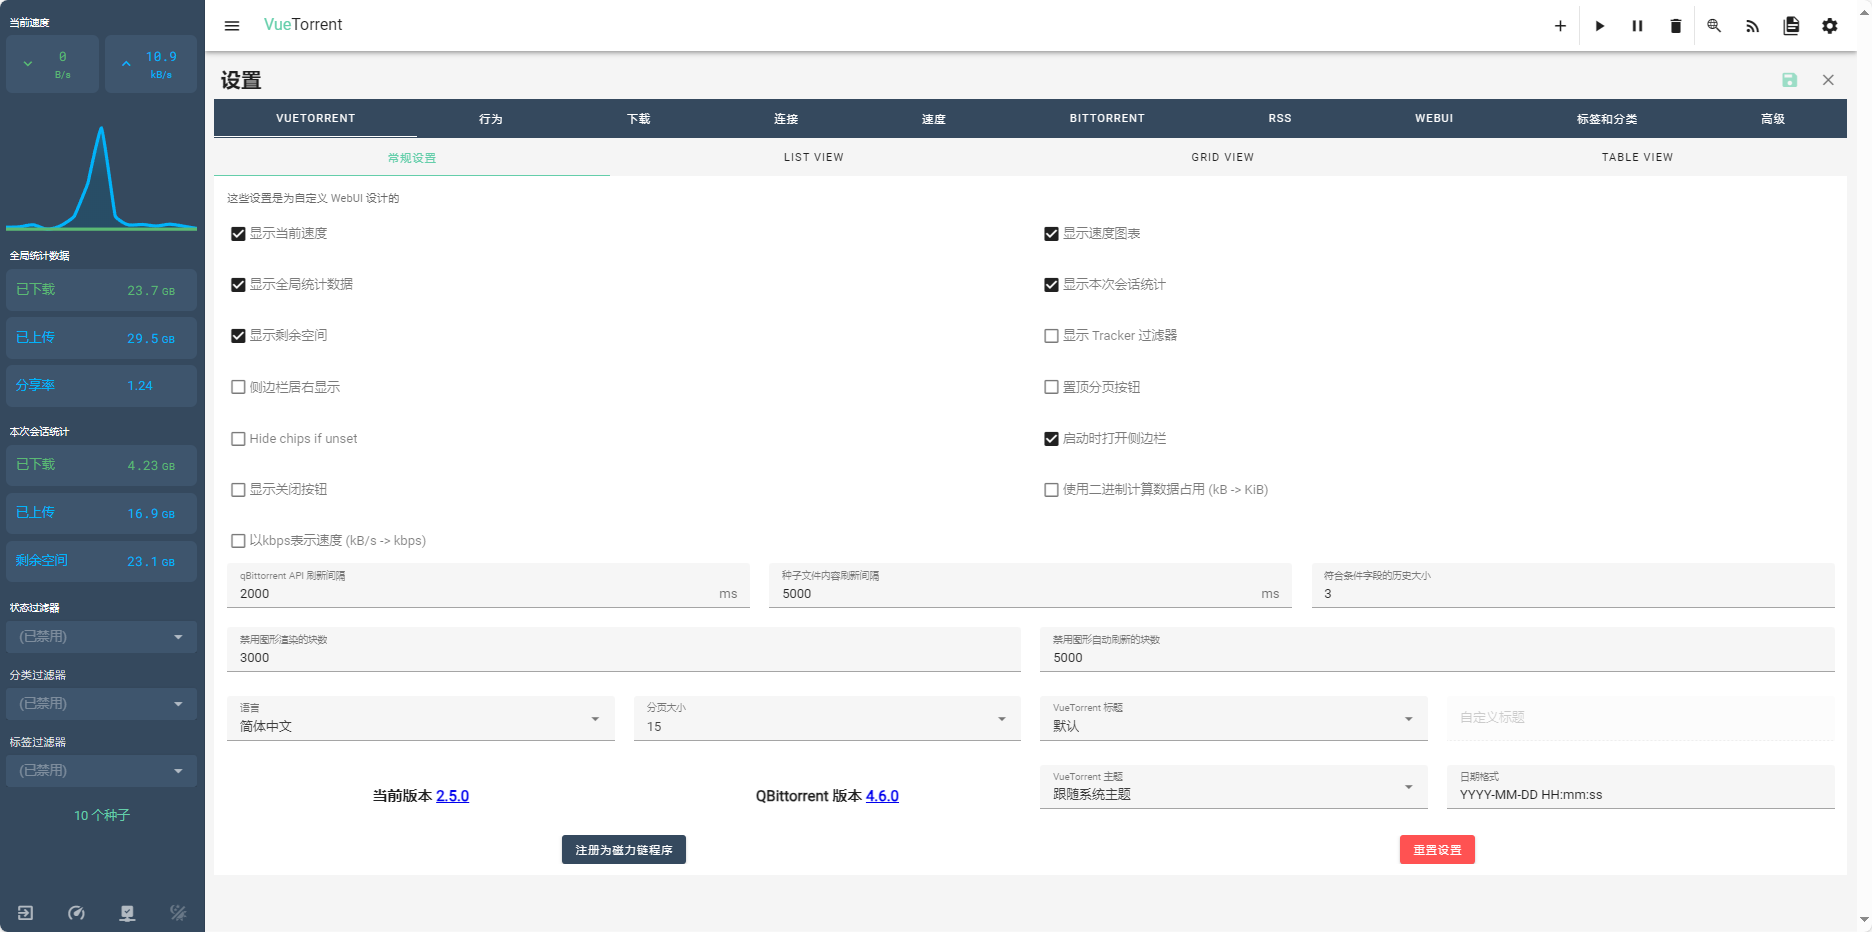 当前速度
0
B/s
10.9
kB/s
全局统计数据
已下载 23.7 GB
已上传 29.5 GB
分享率 1.24
本次会话统计
已下载 4.23 GB
已上传 16.9 GB
剩余空间 23.1 GB
状态过滤器
(已禁用)
分类过滤器
(已禁用)
标签过滤器
(已禁用)
10 个种子
VueTorrent
设置
VUETORRENT 行为 下载 连接 速度 BITTORRENT RSS WEBUI 标签和分类 高级
常规设置 LIST VIEW GRID VIEW TABLE VIEW
这些设置是为自定义 WebUI 设计的
显示当前速度 显示速度图表
显示全局统计数据 显示本次会话统计
显示剩余空间 显示 Tracker 过滤器
侧边栏居右显示 置顶分页按钮
Hide chips if unset 启动时打开侧边栏
显示关闭按钮 使用二进制计算数据占用 (kB -> KiB)
以kbps表示速度 (kB/s -> kbps)
qBittorrent API 刷新间隔
2000 ms
种子文件内容刷新间隔
5000 ms
符合条件字段的历史大小
3
禁用图形渲染的块数
3000
禁用图形自动刷新的块数
5000
语言
简体中文
分页大小
15
VueTorrent 标题
默认
自定义标题
当前版本 2.5.0
QBittorrent 版本 4.6.0
VueTorrent 主题
跟随系统主题
日期格式
YYYY-MM-DD HH:mm:ss
注册为磁力链程序
重置设置